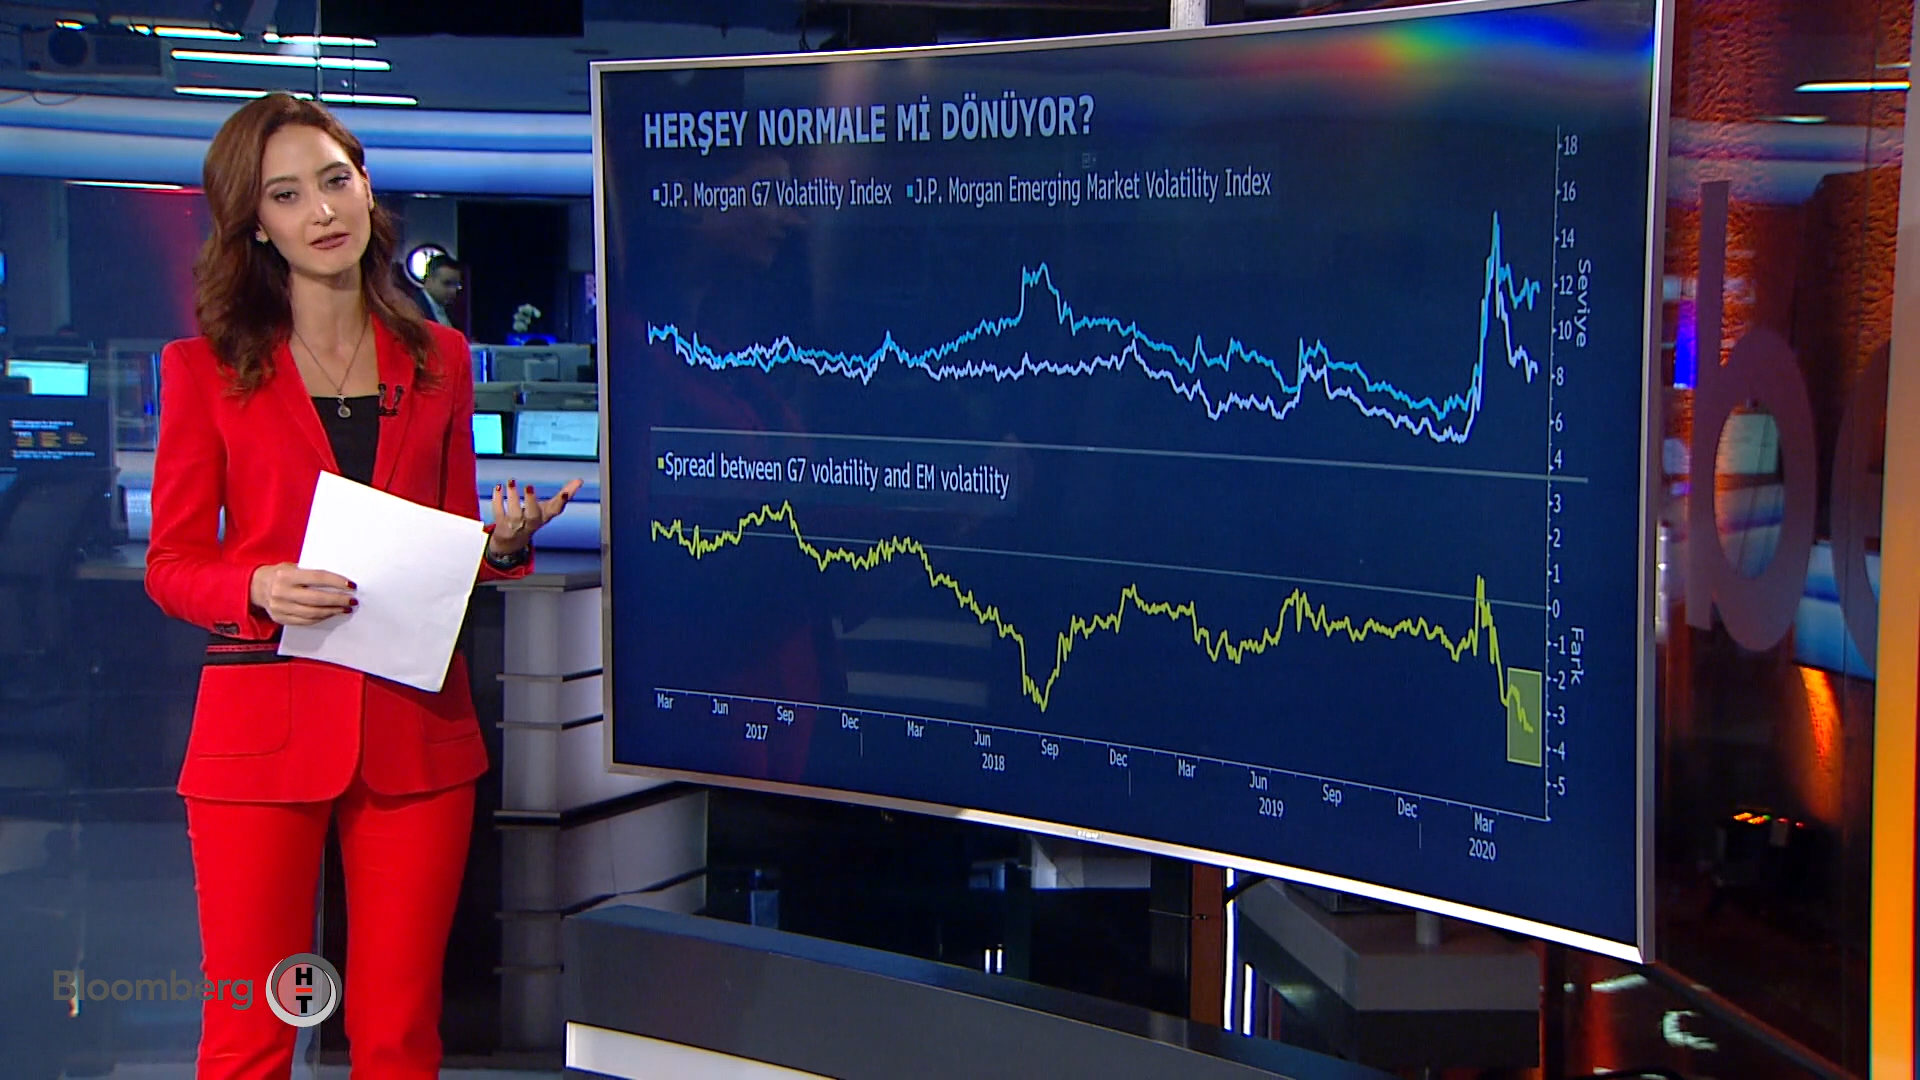 HERŞEY NORMALE Mİ DÖNÜYOR?
J.P. Morgan G7 Volatility Index J.P. Morgan Emerging Market Volatility Index
18
16
14
12
10
8
6
4
Seviye
Spread between G7 volatility and EM volatility
3
2
1
0
-1
-2
-3
-4
-5
Fark
Mar Jun Sep Dec Mar Jun Sep Dec Mar Jun Sep Dec Mar
2017 2018 2019 2020
Bloomberg HT
b